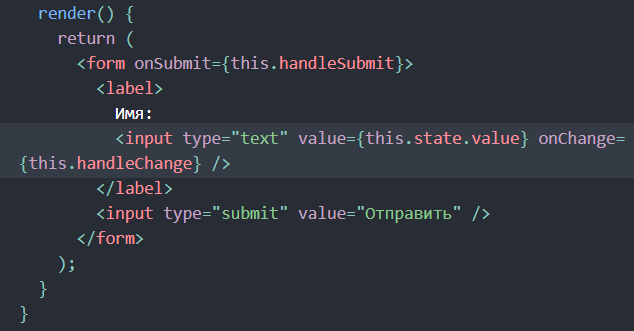 render() {
return (
<form onSubmit={this.handleSubmit}>
<label>
Имя:
<input type="text" value={this.state.value} onChange=
{this.handleChange} />
</label>
<input type="submit" value="Отправить" />
</form>
);
}
}